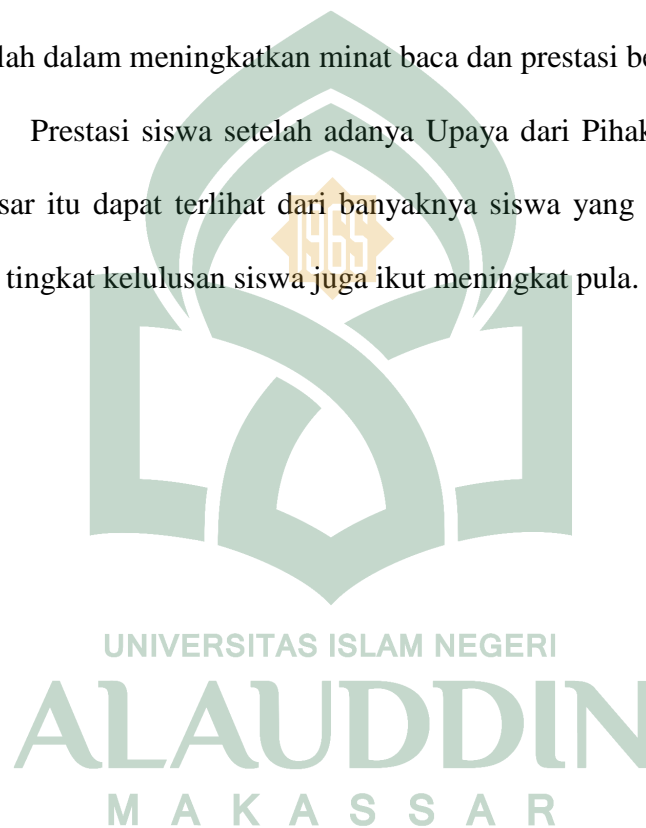 lah dalam meningkatkan minat baca dan prestasi be
Prestasi siswa setelah adanya Upaya dari Pihak
sar itu dapat terlihat dari banyaknya siswa yang
tingkat kelulusan siswa juga ikut meningkat pula.
1965
UNIVERSITAS ISLAM NEGERI
ALAUDDIN
MAKASSAR